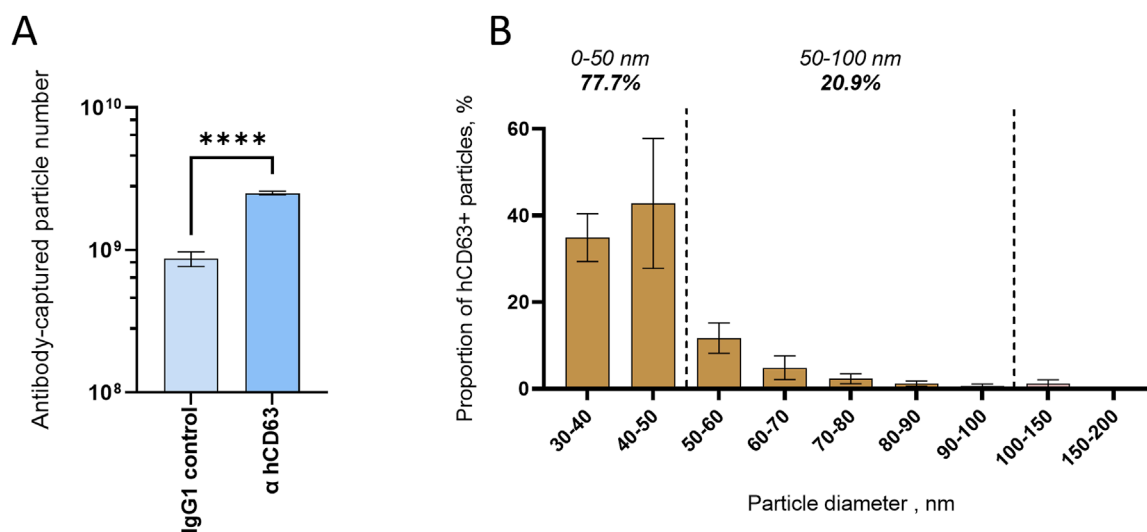 A
Antibody-captured particle number
10¹⁰
10⁹
10⁸
****
IgG1 control
α hCD63
B
0-50 nm
77.7%
50-100 nm
20.9%
Proportion of hCD63+ particles, %
60
40
20
0
30-40
40-50
50-60
60-70
70-80
80-90
90-100
100-150
150-200
Particle diameter , nm